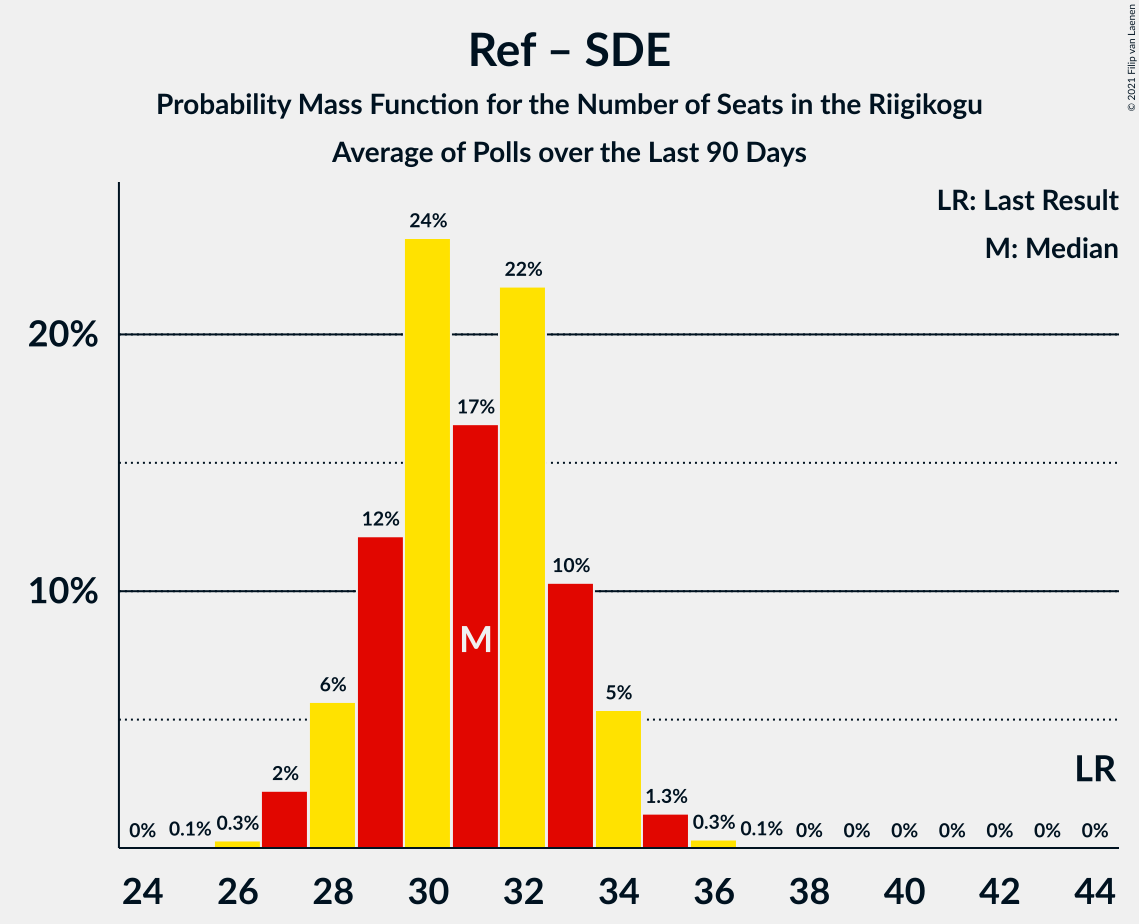 Ref – SDE
Probability Mass Function for the Number of Seats in the Riigikogu
Average of Polls over the Last 90 Days
© 2021 Filip van Laenen
LR: Last Result
M: Median
24%
22%
20%
17%
12%
10%
10%
M
6%
5%
LR
2%
1.3%
0% 0.1% 0.3% 0.3% 0.1% 0% 0% 0% 0% 0% 0% 0%
24 26 28 30 32 34 36 38 40 42 44